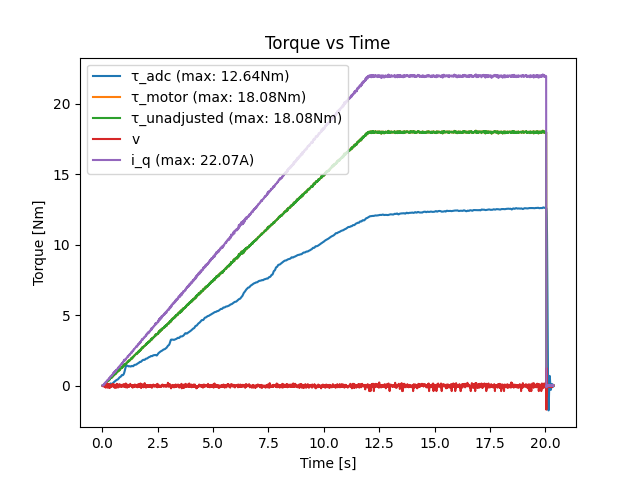 Torque vs Time
τ_adc (max: 12.64Nm)
τ_motor (max: 18.08Nm)
τ_unadjusted (max: 18.08Nm)
v
i_q (max: 22.07A)
Torque [Nm]
20
15
10
5
0
0.0 2.5 5.0 7.5 10.0 12.5 15.0 17.5 20.0
Time [s]